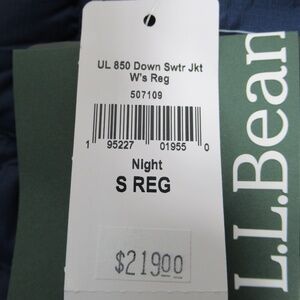 UL 850 Down Swtr Jkt
W's Reg
507109
1 95227 01955 0
Night
S REG
$219.00
L.L.Bean